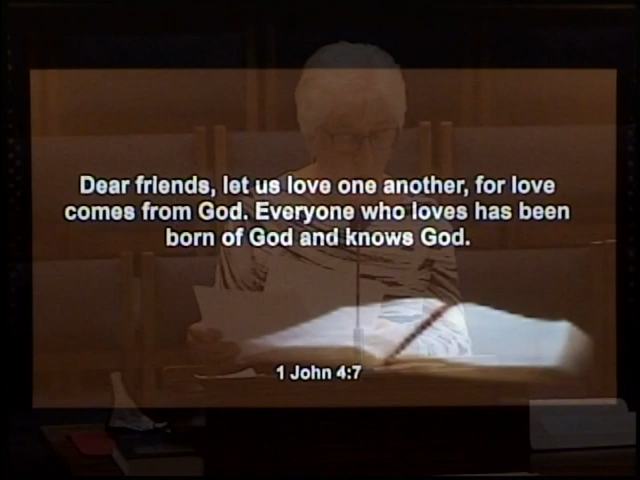 Dear friends, let us love one another, for love
comes from God. Everyone who loves has been
born of God and knows God.
1 John 4:7